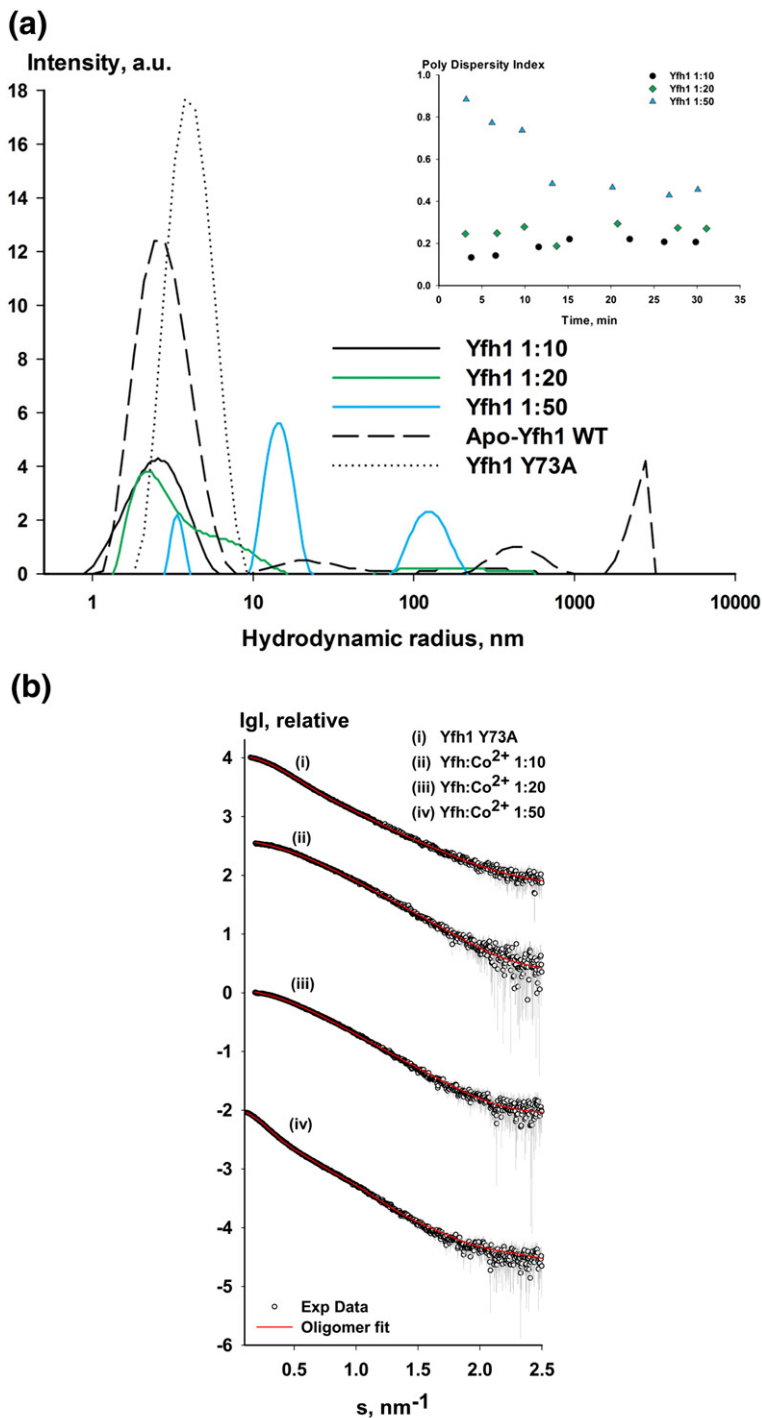 (a)
Intensity, a.u.
18
16
14
12
10
8
6
4
2
0
1
10
100
1000
10000
Hydrodynamic radius, nm
Yfh1 1:10
Yfh1 1:20
Yfh1 1:50
Apo-Yfh1 WT
Yfh1 Y73A
Poly Dispersity Index
1.0
0.8
0.6
0.4
0.2
0.0
0
5
10
15
20
25
30
35
Time, min
Yfh1 1:10
Yfh1 1:20
Yfh1 1:50
(b)
lgI, relative
4
3
2
1
0
-1
-2
-3
-4
-5
-6
(i)
(ii)
(iii)
(iv)
(i) Yfh1 Y73A
(ii) Yfh:Co²⁺ 1:10
(iii) Yfh:Co²⁺ 1:20
(iv) Yfh:Co²⁺ 1:50
Exp Data
Oligomer fit
0.5
1.0
1.5
2.0
2.5
s, nm⁻¹